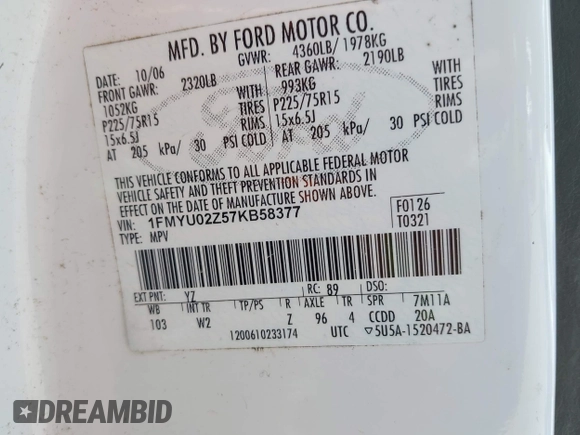 MFD. BY FORD MOTOR CO.
DATE: 10/06 GVWR: 4360LB/ 1978KG
FRONT GAWR: 2320LB REAR GAWR: 2190LB
1052KG WITH 993KG WITH
P225/75R15 TIRES P225/75R15 TIRES
15x6.5J RIMS 15x6.5J RIMS
AT 205 kPa/ 30 PSI COLD AT 205 kPa/ 30 PSI COLD
Ford
THIS VEHICLE CONFORMS TO ALL APPLICABLE FEDERAL MOTOR
VEHICLE SAFETY AND THEFT PREVENTION STANDARDS IN
EFFECT ON THE DATE OF MANUFACTURE SHOWN ABOVE.
VIN: 1FMYU02Z57KB58377 F0126
TYPE: MPV T0321
EXT PNT: YZ RC: 89 DSO:
WB INT TR TP/PS R AXLE TR SPR 7M11A
103 W2 Z 96 4 CCDD 20A
1200610233174 UTC ▽5U5A-1520472-BA
DREAMBID